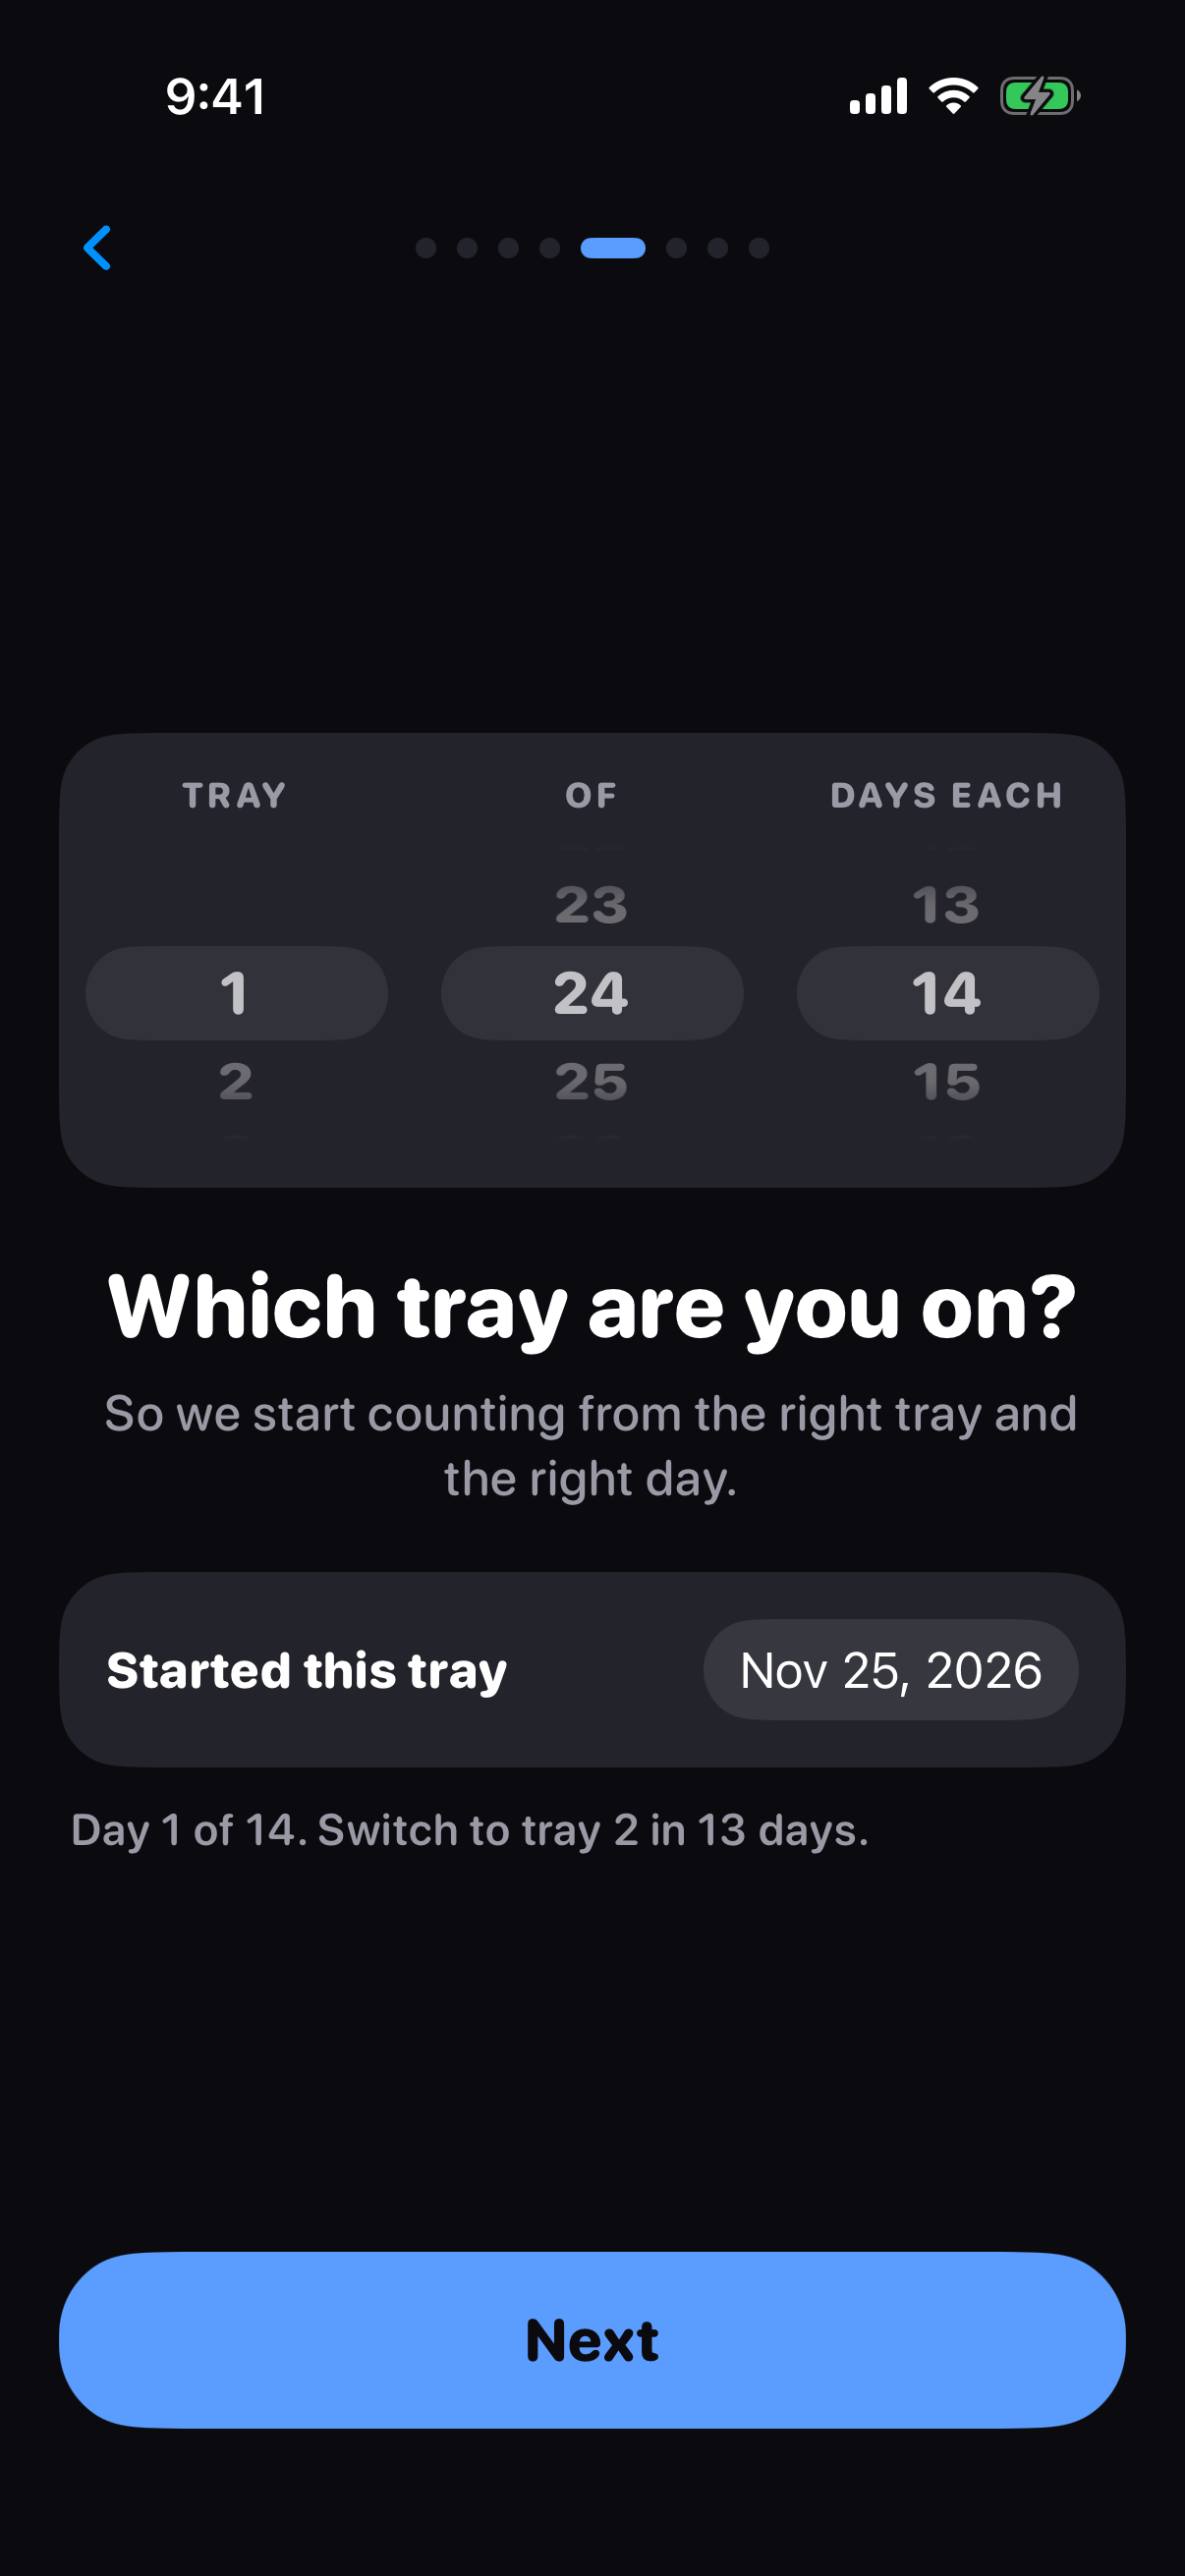 9:41
TRAY OF DAYS EACH
23 13
1 24 14
2 25 15
Which tray are you on?
So we start counting from the right tray and
the right day.
Started this tray Nov 25, 2026
Day 1 of 14. Switch to tray 2 in 13 days.
Next